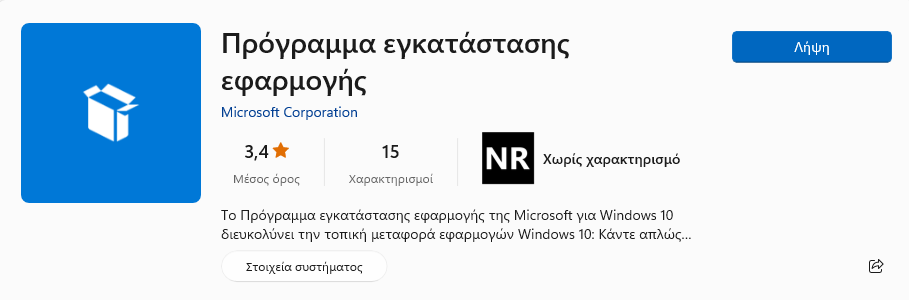 Πρόγραμμα εγκατάστασης
εφαρμογής
Λήψη
Microsoft Corporation
3,4
Μέσος όρος
15
Χαρακτηρισμοί
NR
Χωρίς χαρακτηρισμό
Το Πρόγραμμα εγκατάστασης εφαρμογής της Microsoft για Windows 10
διευκολύνει την τοπική μεταφορά εφαρμογών Windows 10: Κάντε απλώς...
Στοιχεία συστήματος